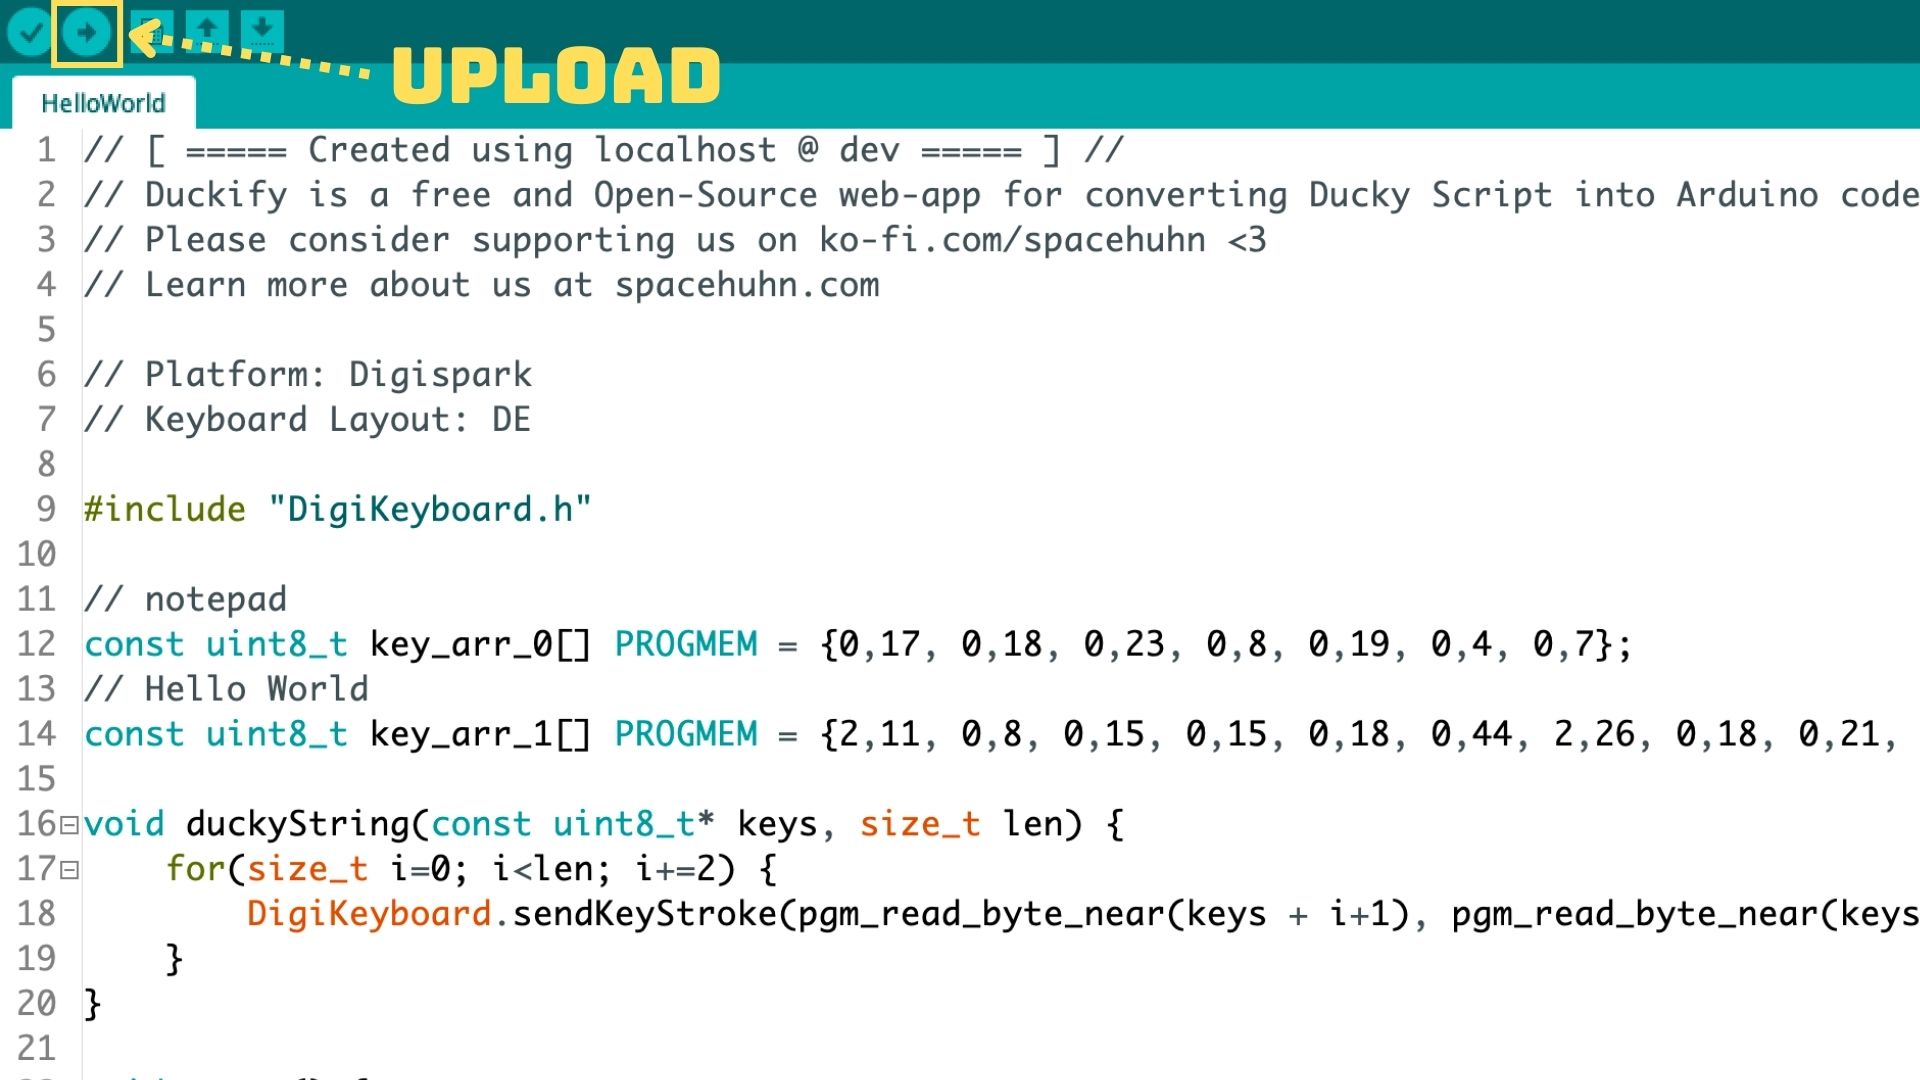 UPLOAD
HelloWorld
1 // [ ===== Created using localhost @ dev ===== ] //
2 // Duckify is a free and Open-Source web-app for converting Ducky Script into Arduino code
3 // Please consider supporting us on ko-fi.com/spacehuhn <3
4 // Learn more about us at spacehuhn.com
5
6 // Platform: Digispark
7 // Keyboard Layout: DE
8
9 #include "DigiKeyboard.h"
10
11 // notepad
12 const uint8_t key_arr_0[] PROGMEM = {0,17, 0,18, 0,23, 0,8, 0,19, 0,4, 0,7};
13 // Hello World
14 const uint8_t key_arr_1[] PROGMEM = {2,11, 0,8, 0,15, 0,15, 0,18, 0,44, 2,26, 0,18, 0,21,
15
16 void duckyString(const uint8_t* keys, size_t len) {
17     for(size_t i=0; i<len; i+=2) {
18         DigiKeyboard.sendKeyStroke(pgm_read_byte_near(keys + i+1), pgm_read_byte_near(keys
19     }
20 }
21